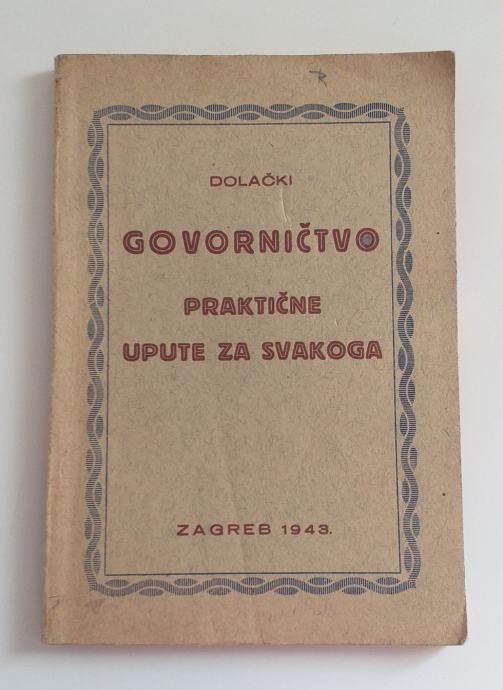 DOLAČKI
GOVORNIČTVO
PRAKTIČNE
UPUTE ZA SVAKOGA
ZAGREB 1943.